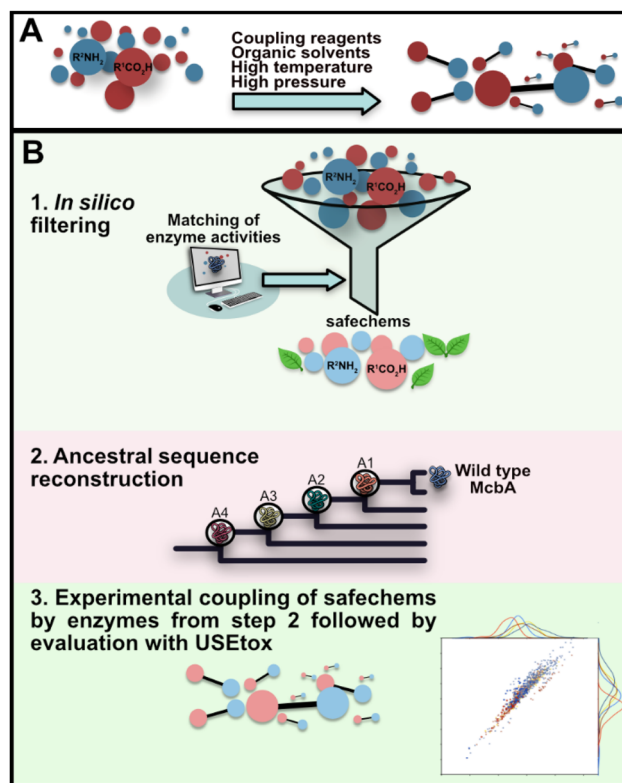 A
R²NH₂
R¹CO₂H
Coupling reagents
Organic solvents
High temperature
High pressure
B
1. In silico
filtering
Matching of
enzyme activities
R²NH₂
R¹CO₂H
safechems
R²NH₂
R¹CO₂H
2. Ancestral sequence
reconstruction
A4
A3
A2
A1
Wild type
McbA
3. Experimental coupling of safechems
by enzymes from step 2 followed by
evaluation with USEtox